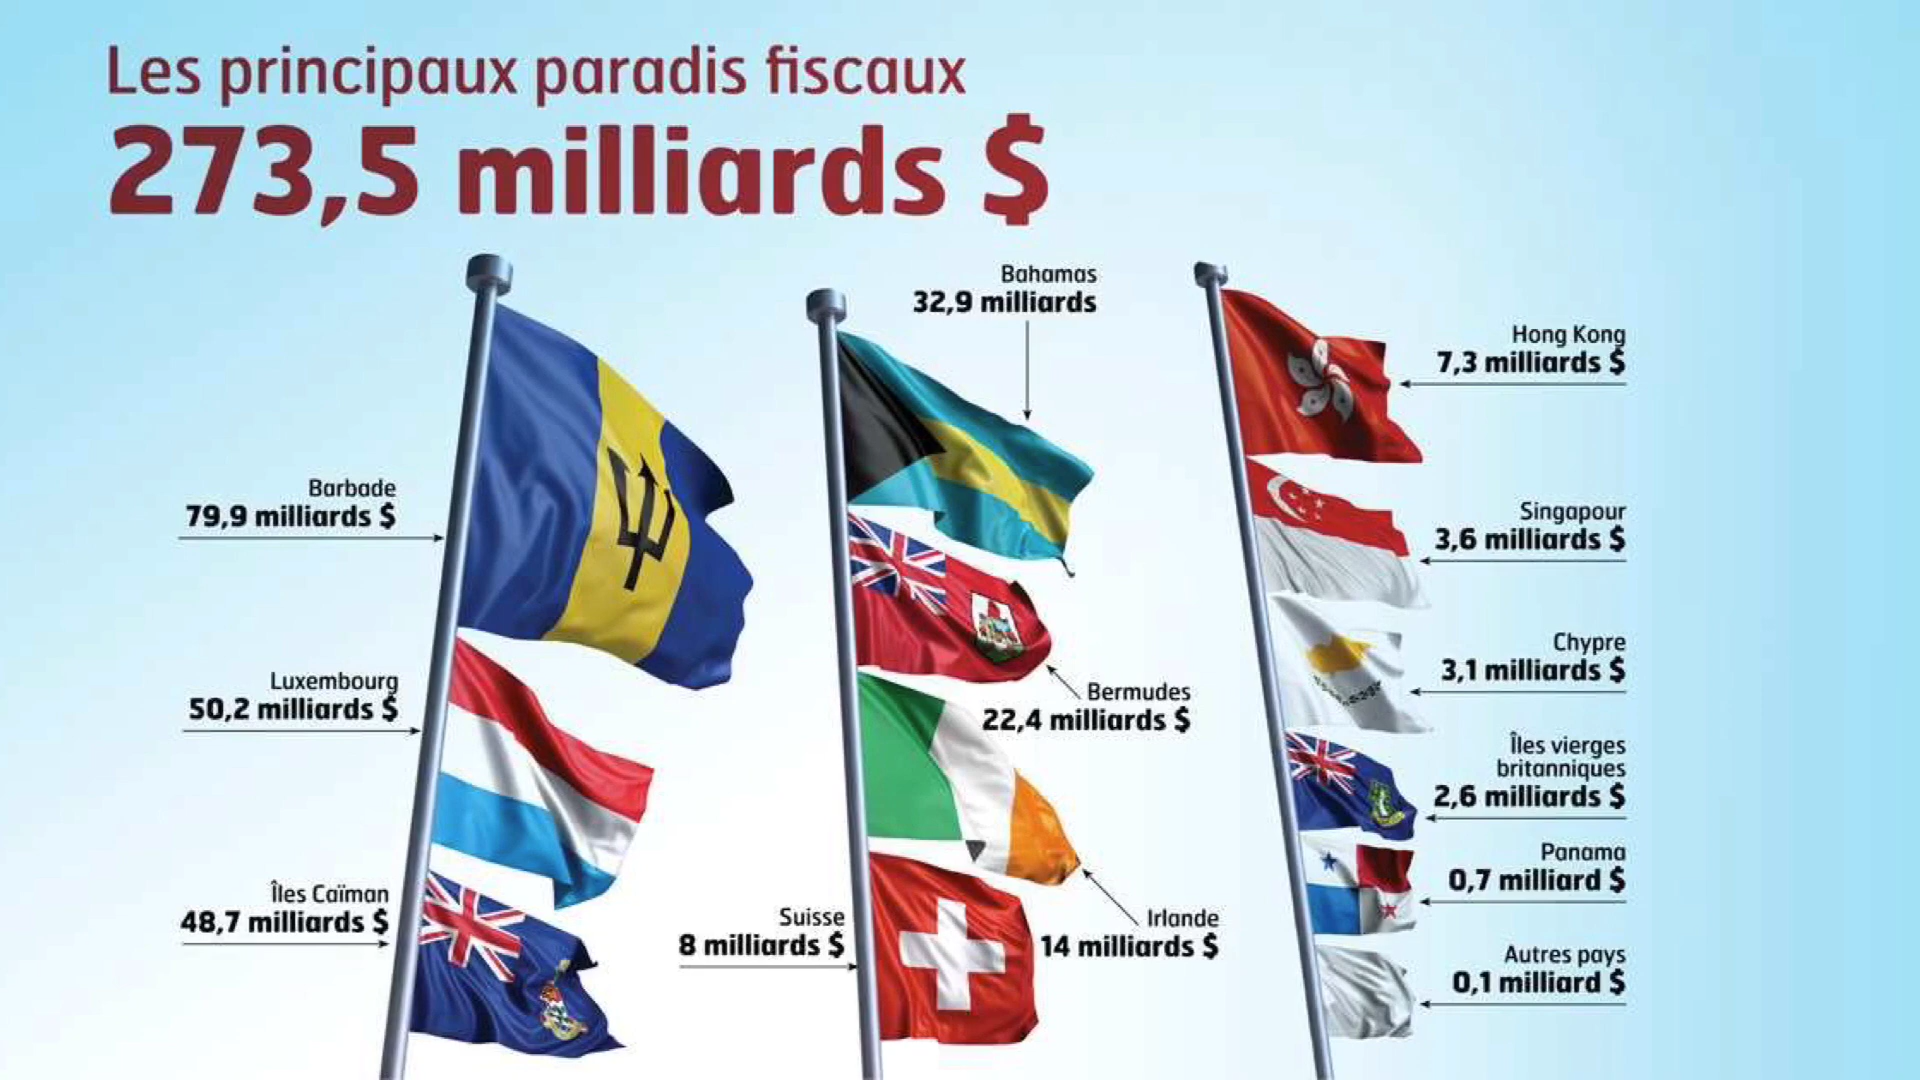 Les principaux paradis fiscaux
273,5 milliards $
Barbade
79,9 milliards $
Luxembourg
50,2 milliards $
Îles Caïman
48,7 milliards $
Bahamas
32,9 milliards
Bermudes
22,4 milliards $
Irlande
14 milliards $
Suisse
8 milliards $
Hong Kong
7,3 milliards $
Singapour
3,6 milliards $
Chypre
3,1 milliards $
Îles vierges
britanniques
2,6 milliards $
Panama
0,7 milliard $
Autres pays
0,1 milliard $